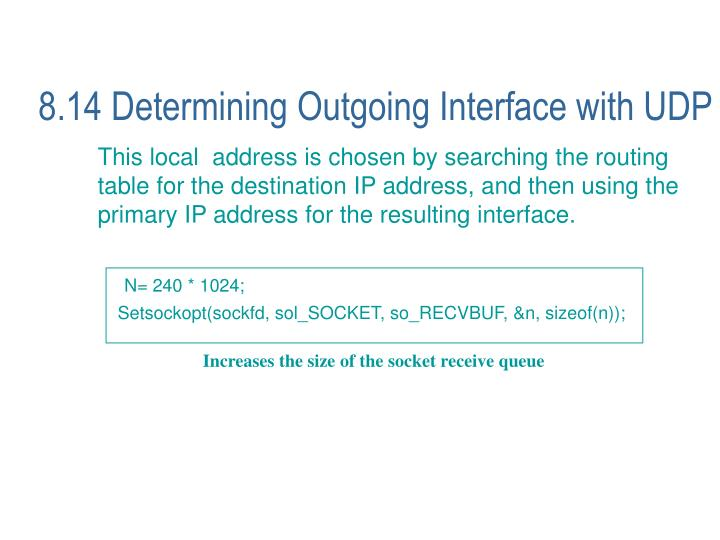 8.14 Determining Outgoing Interface with UDP
This local  address is chosen by searching the routing
table for the destination IP address, and then using the
primary IP address for the resulting interface.
N= 240 * 1024;
Setsockopt(sockfd, sol_SOCKET, so_RECVBUF, &n, sizeof(n));
Increases the size of the socket receive queue